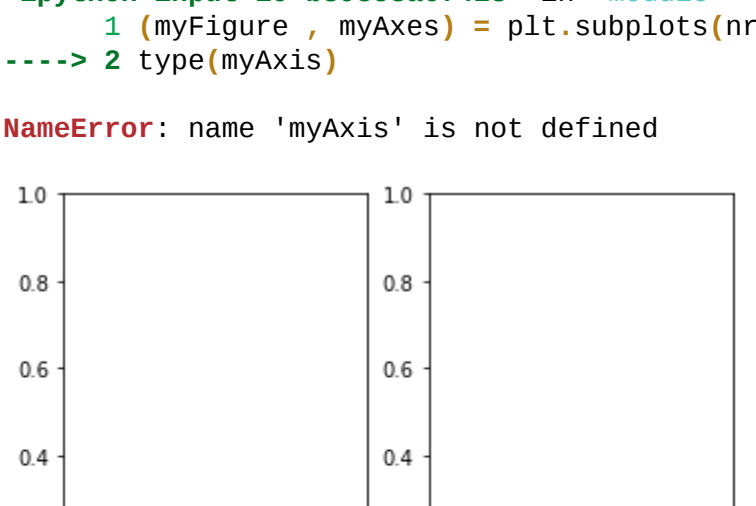 1 (myFigure , myAxes) = plt.subplots(nr
----> 2 type(myAxis)
NameError: name 'myAxis' is not defined
1.0 1.0
0.8 0.8
0.6 0.6
0.4 0.4